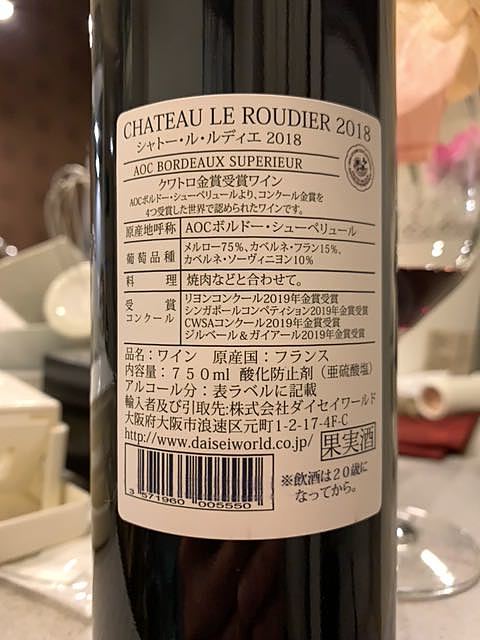 CHATEAU LE ROUDIER 2018
シャトー・ル・ルディエ 2018
AOC BORDEAUX SUPERIEUR
クワトロ金賞受賞ワイン
AOCボルドー・シューペリュールより、コンクール金賞を
4つ受賞した世界で認められたワインです。
原産地呼称 AOCボルドー・シューペリュール
葡萄品種 メルロー75%、カベルネ・フラン15%、
カベルネ・ソーヴィニヨン10%
料理 焼肉などと合わせて。
受賞コンクール リヨンコンクール2019年金賞受賞
シンガポールコンペティション2019年金賞受賞
CWSAコンクール2019年金賞受賞
ジルベール&ガイアール2019年金賞受賞
品名:ワイン 原産国:フランス
内容量:750ml 酸化防止剤(亜硫酸塩)
アルコール分:表ラベルに記載
輸入者及び引取先:株式会社ダイセイワールド
大阪府大阪市浪速区元町1-2-17-4F-C
http://www.daiseiworld.co.jp/ 果実酒
3 571960 005550
※飲酒は20歳に
なってから。